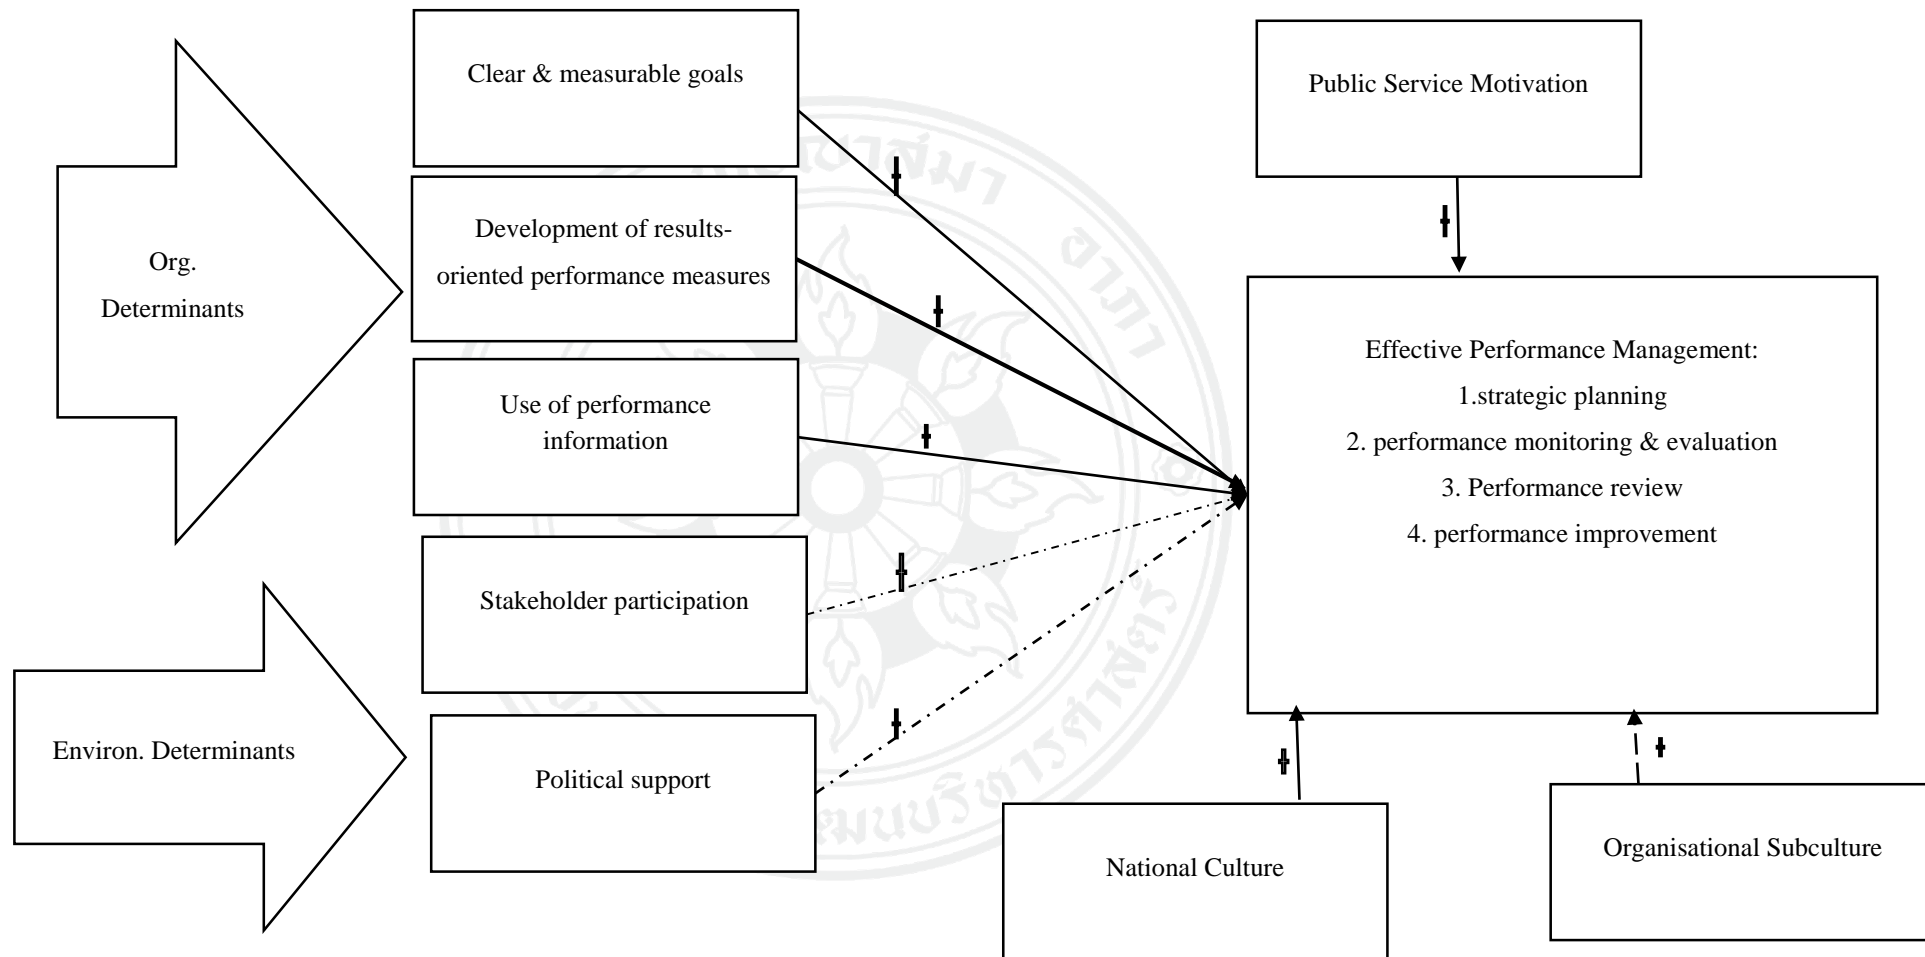 Clear & measurable goals
Public Service Motivation
Development of results-
oriented performance measures
Org.
Determinants
Use of performance
information
Effective Performance Management:
1.strategic planning
2. performance monitoring & evaluation
3. Performance review
4. performance improvement
Stakeholder participation
Environ. Determinants
Political support
National Culture
Organisational Subculture